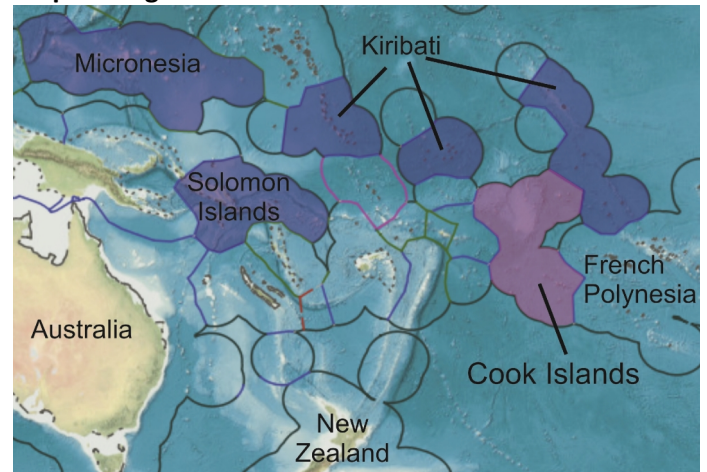 Kiribati
Micronesia
Solomon
Islands
French
Polynesia
Australia
Cook Islands
New
Zealand